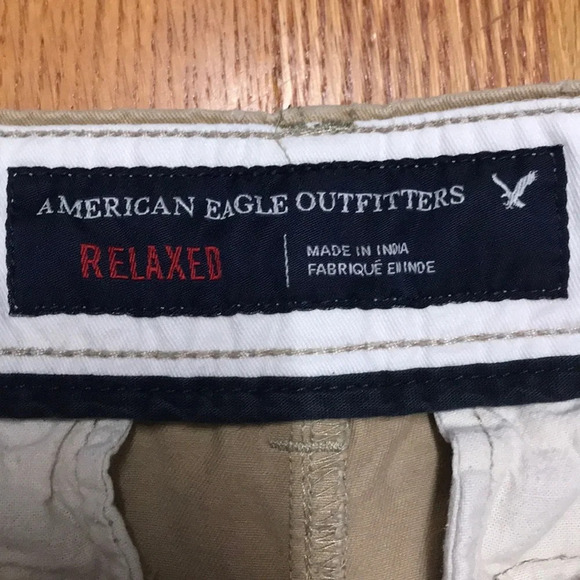 AMERICAN EAGLE OUTFITTERS
RELAXED
MADE IN INDIA
FABRIQUÉ EN INDE